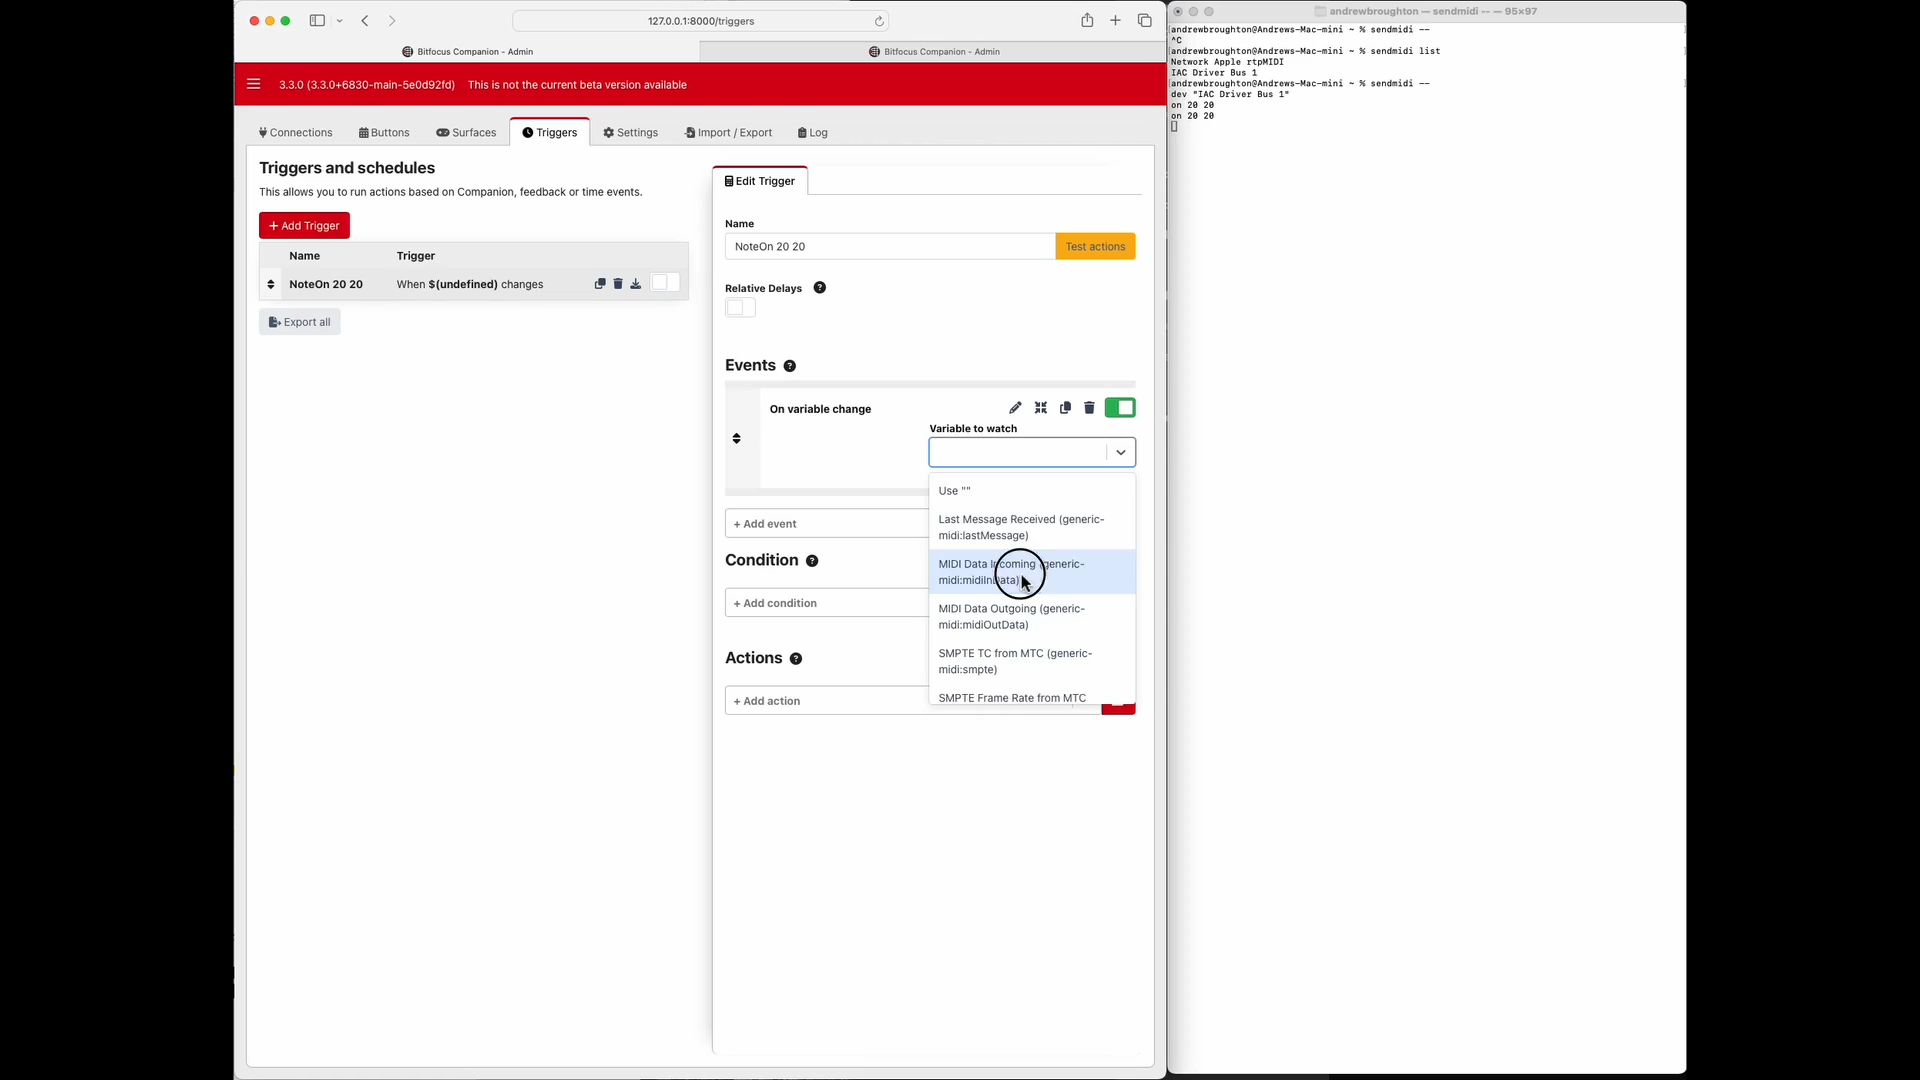 127.0.0.1:8000/triggers
Bitfocus Companion - Admin
Bitfocus Companion - Admin
3.3.0 (3.3.0+6830-main-5e0d92fd) This is not the current beta version available
Connections Buttons Surfaces Triggers Settings Import / Export Log
Triggers and schedules
This allows you to run actions based on Companion, feedback or time events.
+ Add Trigger
Name Trigger
NoteOn 20 20 When $(undefined) changes
Export all
Edit Trigger
Name
NoteOn 20 20 Test actions
Relative Delays ?
Events ?
On variable change
Variable to watch
Use ""
Last Message Received (generic-
midi:lastMessage)
MIDI Data Incoming (generic-
midi:midiInData)
MIDI Data Outgoing (generic-
midi:midiOutData)
SMPTE TC from MTC (generic-
midi:smpte)
SMPTE Frame Rate from MTC
+ Add event
Condition ?
+ Add condition
Actions ?
+ Add action
andrewbroughton — sendmidi -- — 95×97
[andrewbroughton@Andrews-Mac-mini ~ % sendmidi -- ]
^C
[andrewbroughton@Andrews-Mac-mini ~ % sendmidi list ]
Network Apple rtpMIDI
IAC Driver Bus 1
[andrewbroughton@Andrews-Mac-mini ~ % sendmidi -- ]
dev "IAC Driver Bus 1"
on 20 20
on 20 20